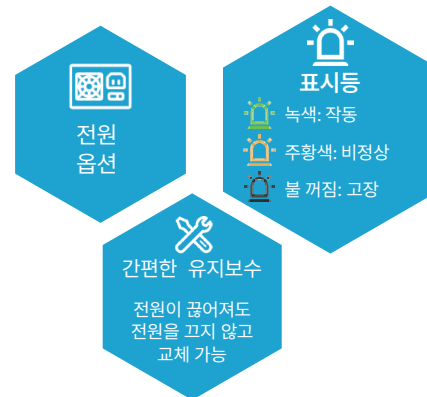 전원
옵션
표시등
녹색: 작동
주황색: 비정상
불 꺼짐: 고장
간편한 유지보수
전원이 끊어져도
전원을 끄지 않고
교체 가능